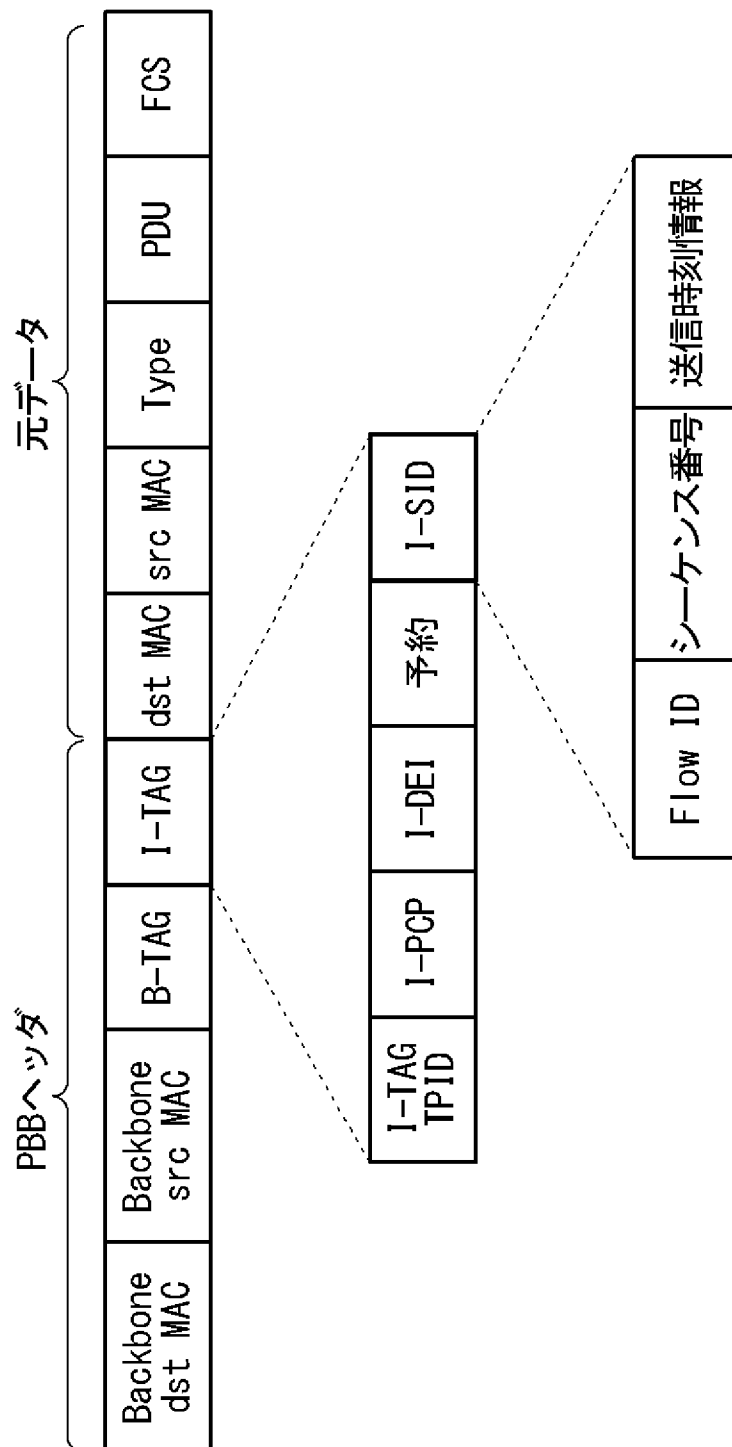 PBBヘッダ
元データ
Backbone
dst MAC
Backbone
src MAC
B-TAG
I-TAG
dst MAC
src MAC
Type
PDU
FCS
I-TAG
TPID
I-PCP
I-DEI
予約
I-SID
Flow ID
シーケンス番号
送信時刻情報